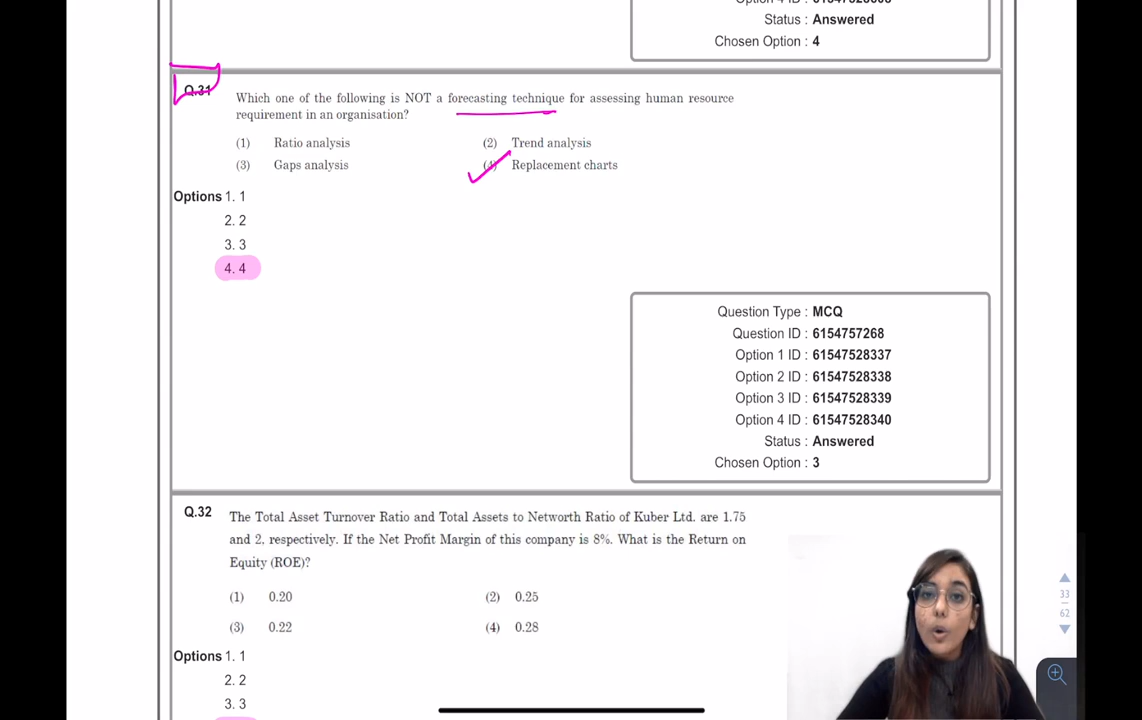 Status : Answered
Chosen Option : 4
Q.31
Which one of the following is NOT a forecasting technique for assessing human resource
requirement in an organisation?
(1) Ratio analysis (2) Trend analysis
(3) Gaps analysis (4) Replacement charts
Options 1. 1
2. 2
3. 3
4. 4
Question Type : MCQ
Question ID : 6154757268
Option 1 ID : 61547528337
Option 2 ID : 61547528338
Option 3 ID : 61547528339
Option 4 ID : 61547528340
Status : Answered
Chosen Option : 3
Q.32 The Total Asset Turnover Ratio and Total Assets to Networth Ratio of Kuber Ltd. are 1.75
and 2, respectively. If the Net Profit Margin of this company is 8%. What is the Return on
Equity (ROE)?
(1) 0.20 (2) 0.25
(3) 0.22 (4) 0.28
Options 1. 1
2. 2
3. 3
33
62